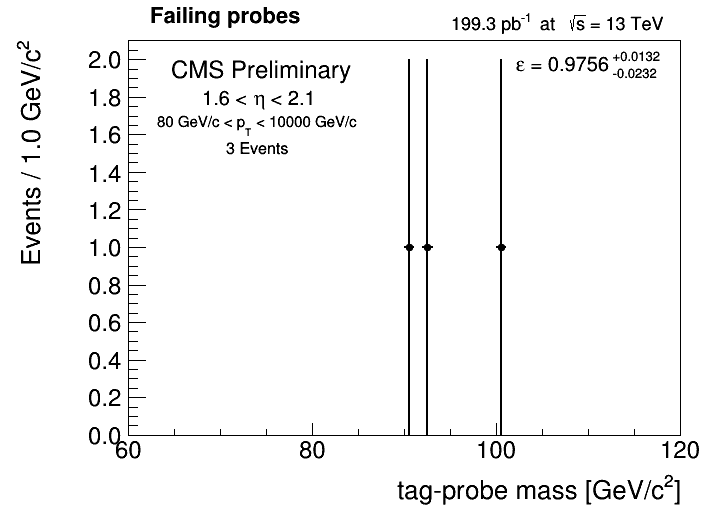 Failing probes
199.3 pb⁻¹ at √s = 13 TeV
CMS Preliminary
1.6 < η < 2.1
80 GeV/c < p_T < 10000 GeV/c
3 Events
ε = 0.9756 +0.0132 -0.0232
Events / 1.0 GeV/c²
2.0
1.8
1.6
1.4
1.2
1.0
0.8
0.6
0.4
0.2
0.0
60 80 100 120
tag-probe mass [GeV/c²]